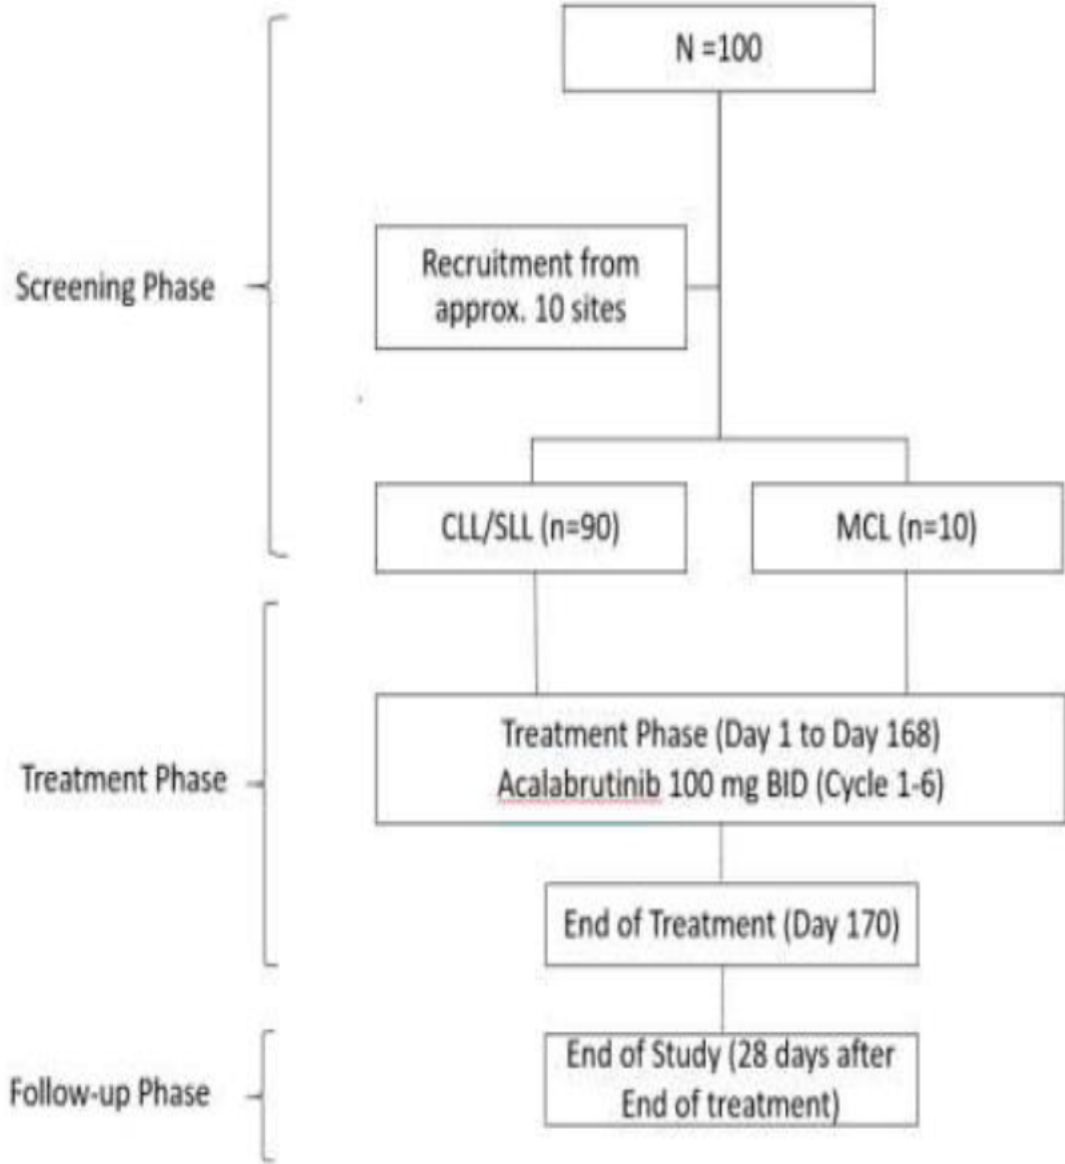 N =100
Recruitment from
approx. 10 sites
Screening Phase
CLL/SLL (n=90)
MCL (n=10)
Treatment Phase (Day 1 to Day 168)
Acalabrutinib 100 mg BID (Cycle 1-6)
Treatment Phase
End of Treatment (Day 170)
End of Study (28 days after
End of treatment)
Follow-up Phase